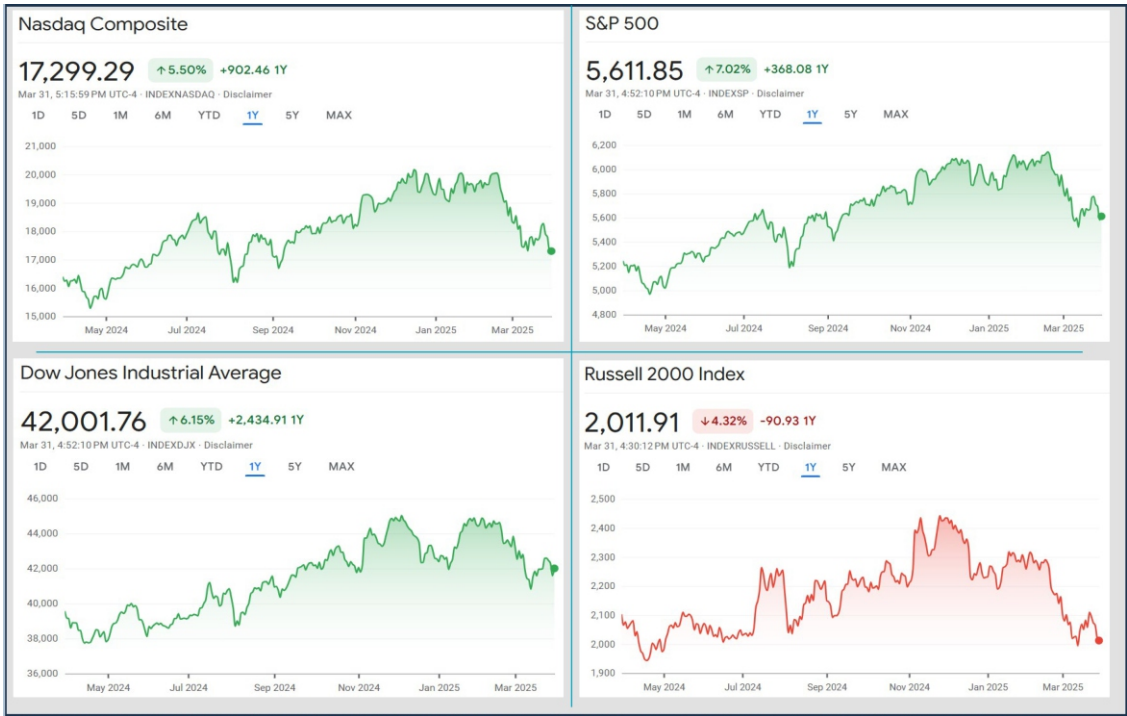 Nasdaq Composite
17,299.29 ↑5.50% +902.46 1Y
Mar 31, 5:15:59 PM UTC-4 · INDEXNASDAQ · Disclaimer
1D 5D 1M 6M YTD 1Y 5Y MAX
21,000
20,000
19,000
18,000
17,000
16,000
15,000
May 2024 Jul 2024 Sep 2024 Nov 2024 Jan 2025 Mar 2025
S&P 500
5,611.85 ↑7.02% +368.08 1Y
Mar 31, 4:52:10 PM UTC-4 · INDEXSP · Disclaimer
1D 5D 1M 6M YTD 1Y 5Y MAX
6,200
6,000
5,800
5,600
5,400
5,200
5,000
4,800
May 2024 Jul 2024 Sep 2024 Nov 2024 Jan 2025 Mar 2025
Dow Jones Industrial Average
42,001.76 ↑6.15% +2,434.91 1Y
Mar 31, 4:52:10 PM UTC-4 · INDEXDJX · Disclaimer
1D 5D 1M 6M YTD 1Y 5Y MAX
46,000
44,000
42,000
40,000
38,000
36,000
May 2024 Jul 2024 Sep 2024 Nov 2024 Jan 2025 Mar 2025
Russell 2000 Index
2,011.91 ↓4.32% -90.93 1Y
Mar 31, 4:30:12 PM UTC-4 · INDEXRUSSELL · Disclaimer
1D 5D 1M 6M YTD 1Y 5Y MAX
2,500
2,400
2,300
2,200
2,100
2,000
1,900
May 2024 Jul 2024 Sep 2024 Nov 2024 Jan 2025 Mar 2025